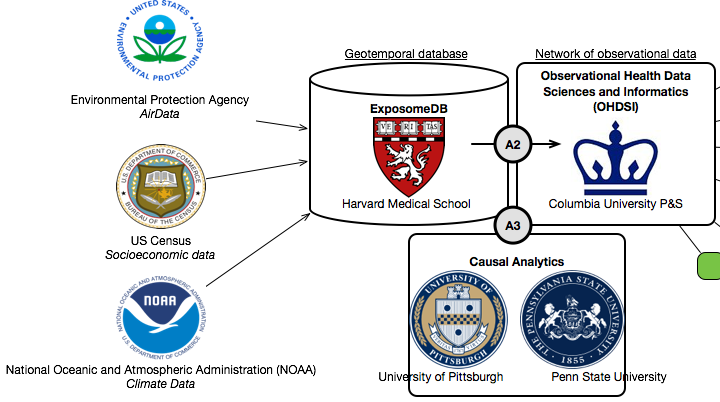 UNITED STATES
ENVIRONMENTAL PROTECTION AGENCY
Environmental Protection Agency
AirData
U.S. DEPARTMENT OF COMMERCE
BUREAU OF THE CENSUS
US Census
Socioeconomic data
NATIONAL OCEANIC AND ATMOSPHERIC ADMINISTRATION
NOAA
U.S. DEPARTMENT OF COMMERCE
National Oceanic and Atmospheric Administration (NOAA)
Climate Data
Geotemporal database
ExposomeDB
VE RI TAS
Harvard Medical School
A2
Network of observational data
Observational Health Data
Sciences and Informatics
(OHDSI)
Columbia University P&S
A3
Causal Analytics
UNIVERSITY OF
PITTSBURGH
University of Pittsburgh
THE PENNSYLVANIA STATE UNIVERSITY
1855
Penn State University